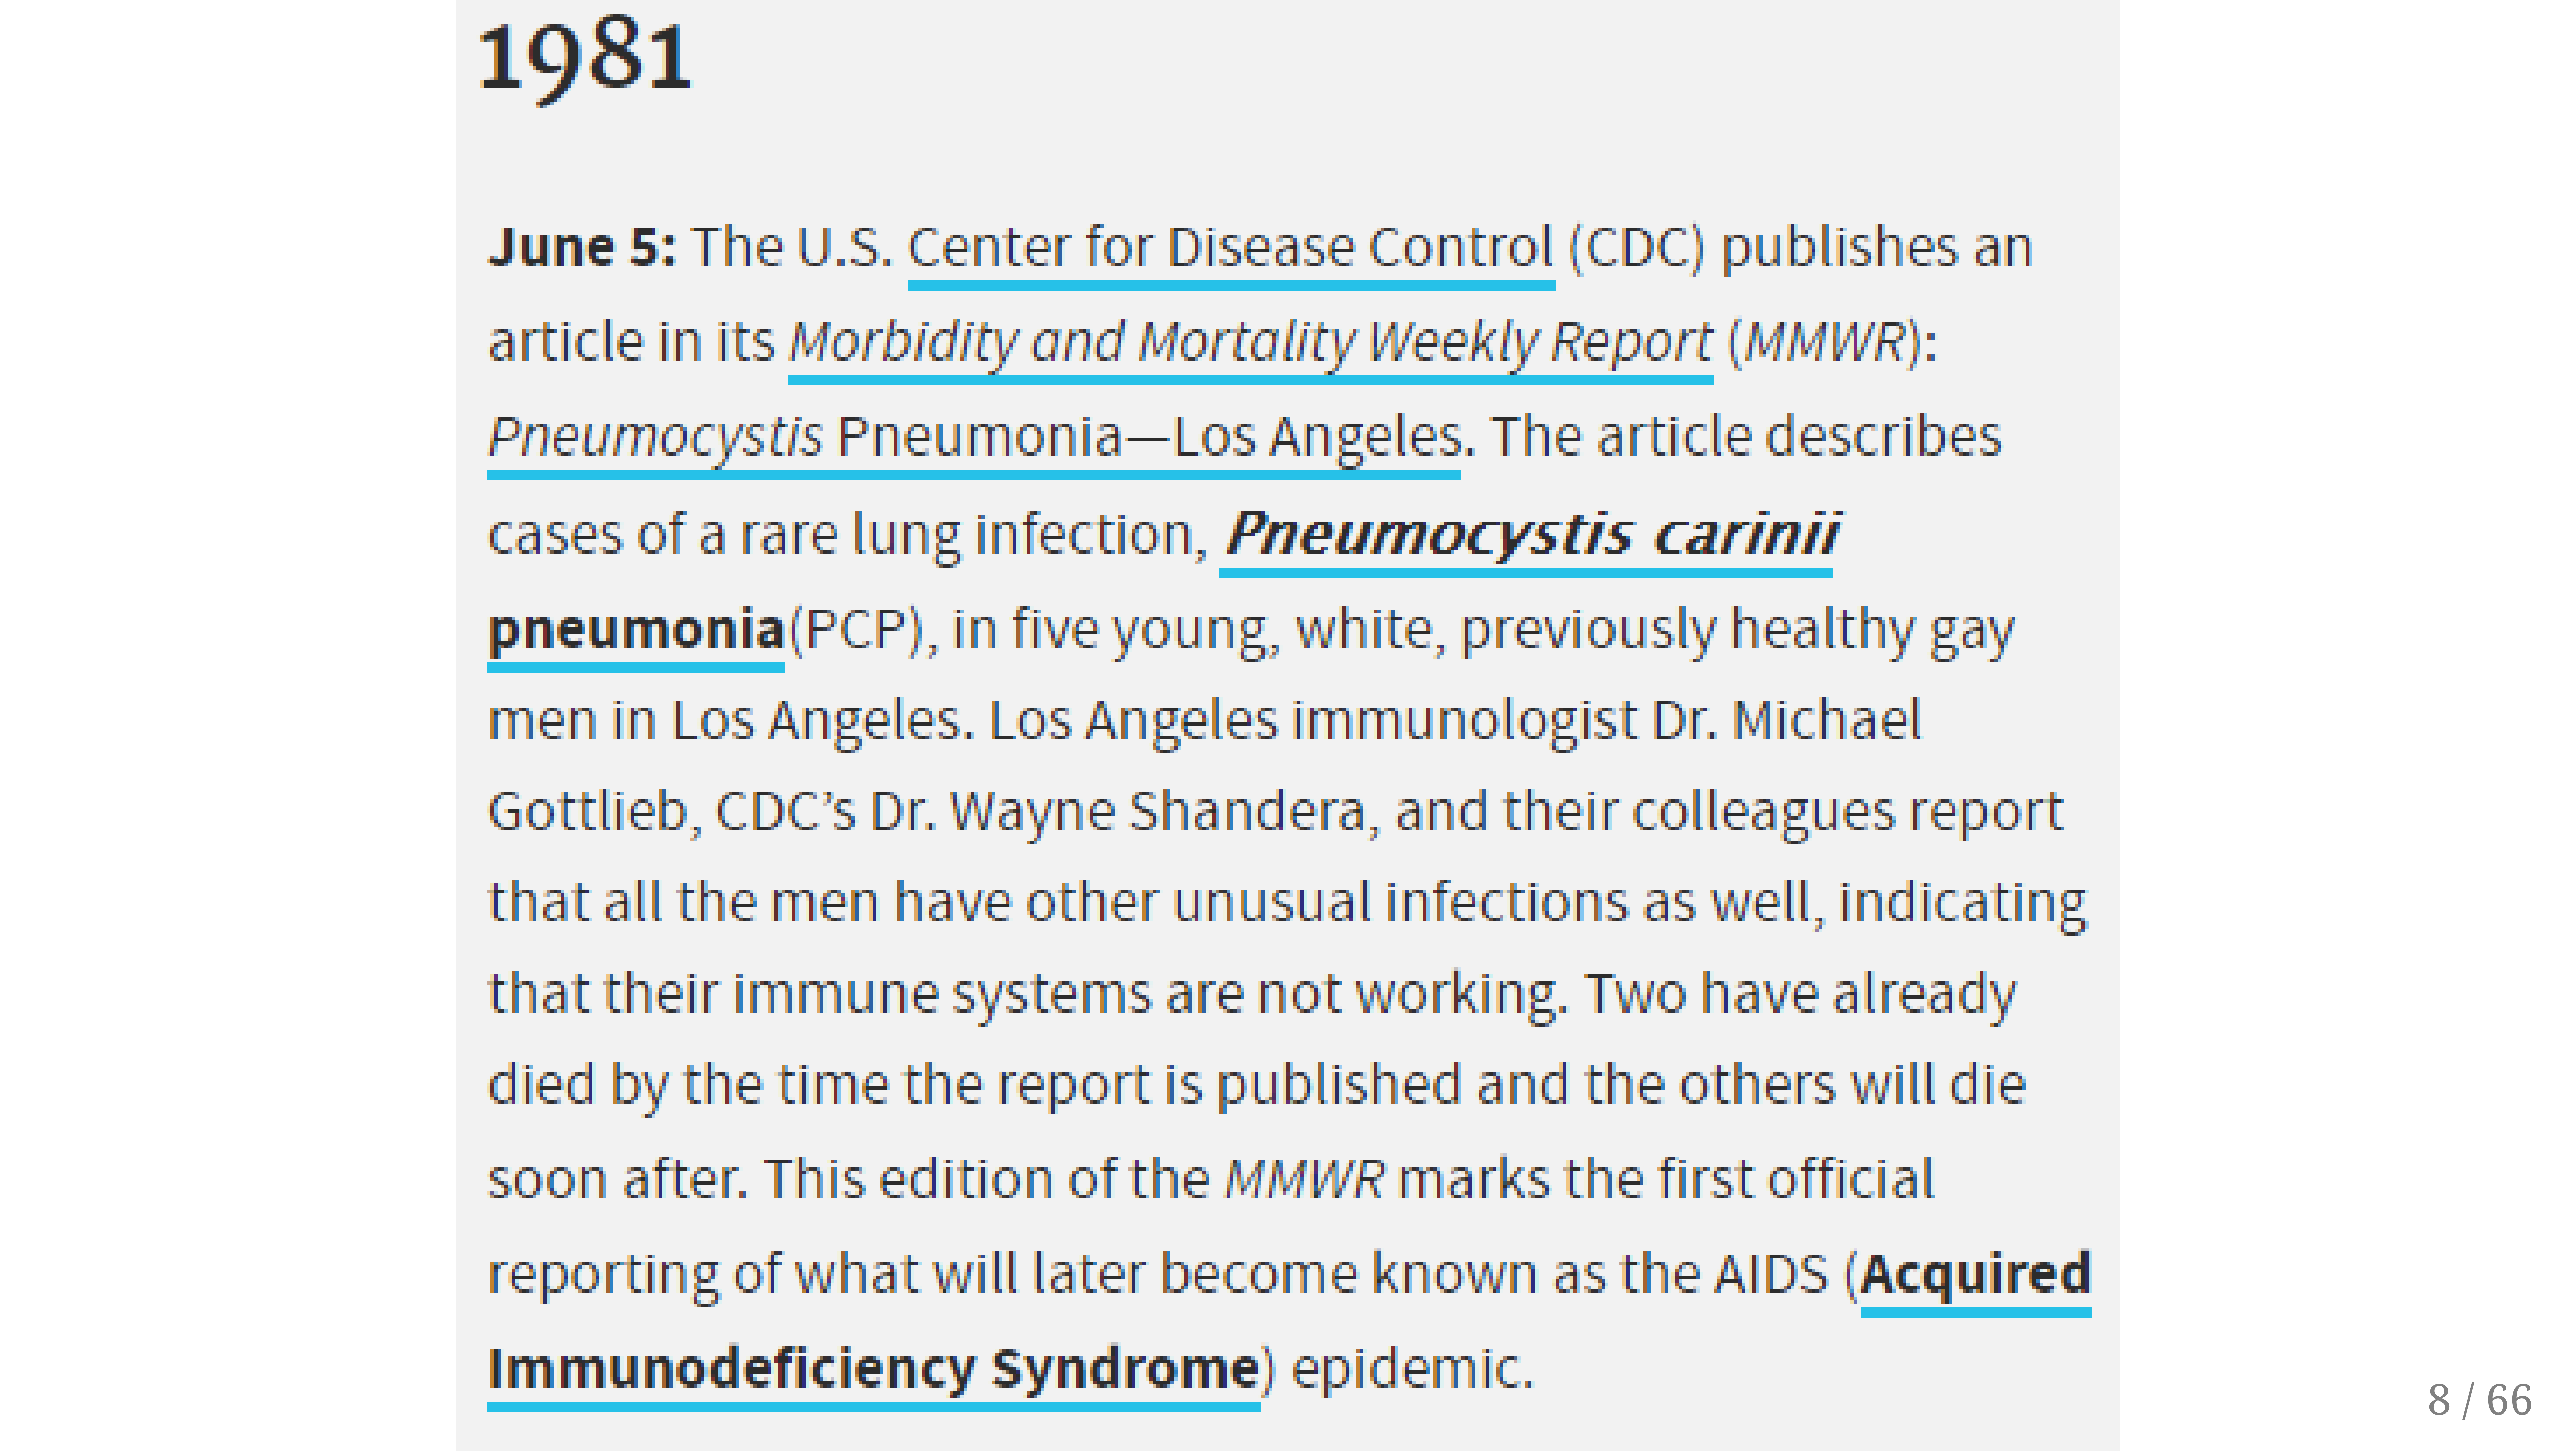 1981
June 5: The U.S. Center for Disease Control (CDC) publishes an
article in its Morbidity and Mortality Weekly Report (MMWR):
Pneumocystis Pneumonia—Los Angeles. The article describes
cases of a rare lung infection, Pneumocystis carinii
pneumonia(PCP), in five young, white, previously healthy gay
men in Los Angeles. Los Angeles immunologist Dr. Michael
Gottlieb, CDC’s Dr. Wayne Shandera, and their colleagues report
that all the men have other unusual infections as well, indicating
that their immune systems are not working. Two have already
died by the time the report is published and the others will die
soon after. This edition of the MMWR marks the first official
reporting of what will later become known as the AIDS (Acquired
Immunodeficiency Syndrome) epidemic.
8 / 66